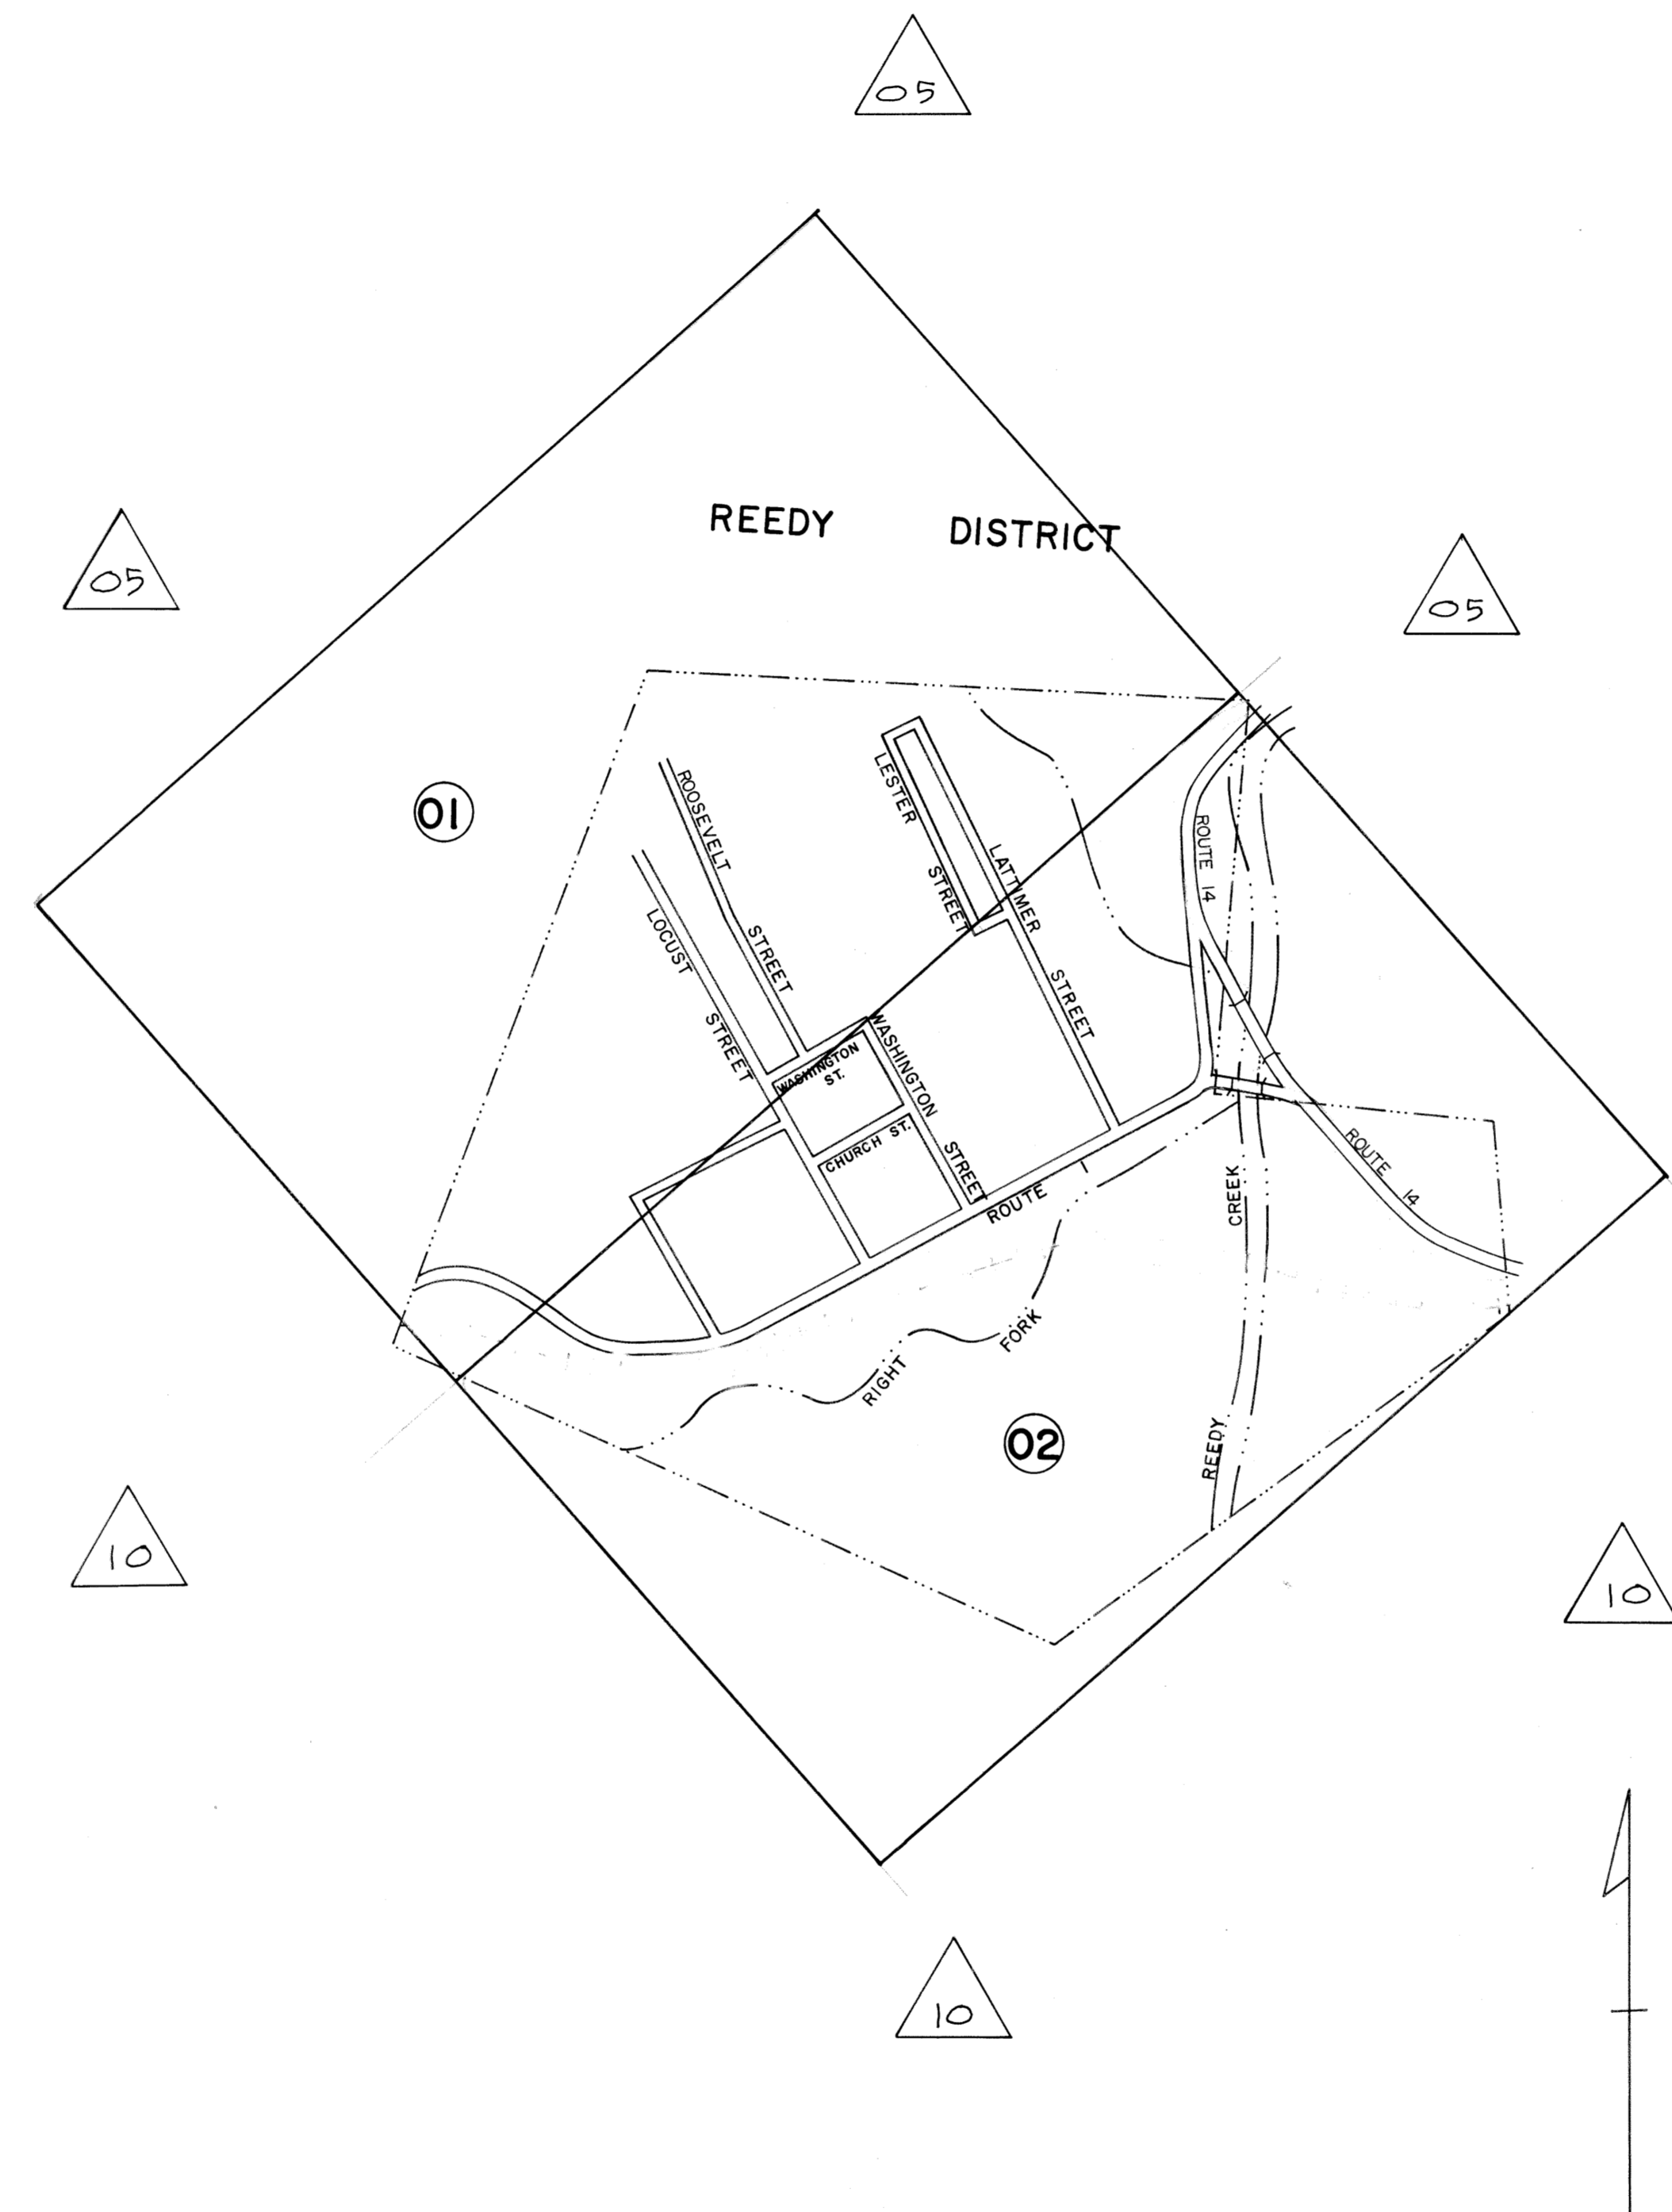 05
REEDY DISTRICT
05
05
01
ROOSEVELT STREET
LESTER STREET
LATTIMER STREET
ROUTE 14
LOCUST STREET
WASHINGTON STREET
WASHINGTON
ST.
CHURCH ST.
ROUTE
ROUTE 14
REEDY CREEK
RIGHT FORK
02
10
10
10